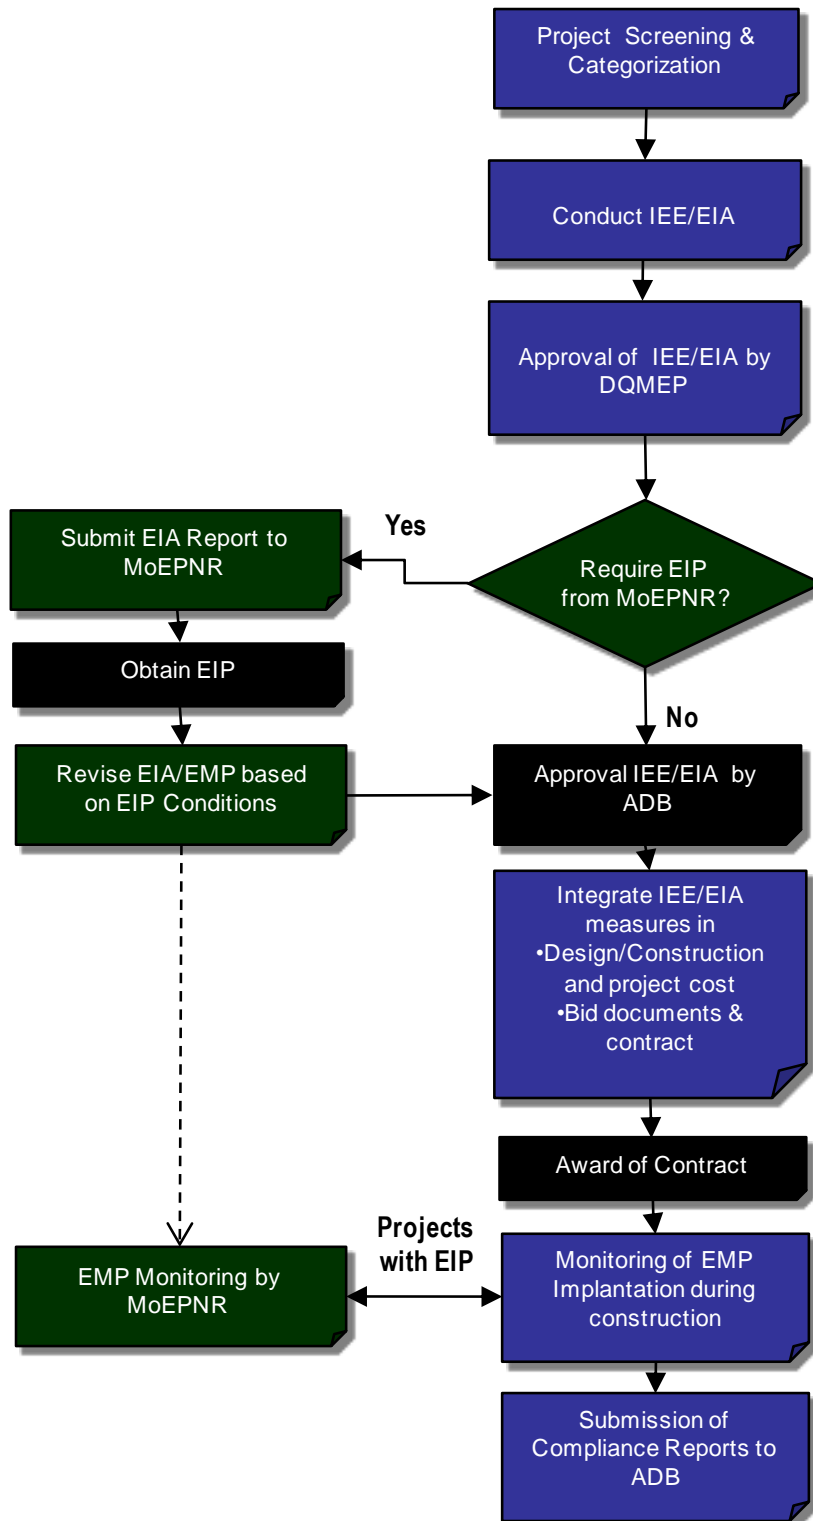 Project Screening &
Categorization
Conduct IEE/EIA
Approval of IEE/EIA by
DQMEP
Yes
Submit EIA Report to
MoEPNR
Require EIP
from MoEPNR?
Obtain EIP
No
Revise EIA/EMP based
on EIP Conditions
Approval IEE/EIA by
ADB
Integrate IEE/EIA
measures in
•Design/Construction
and project cost
•Bid documents &
contract
Award of Contract
Projects
with EIP
EMP Monitoring by
MoEPNR
Monitoring of EMP
Implantation during
construction
Submission of
Compliance Reports to
ADB